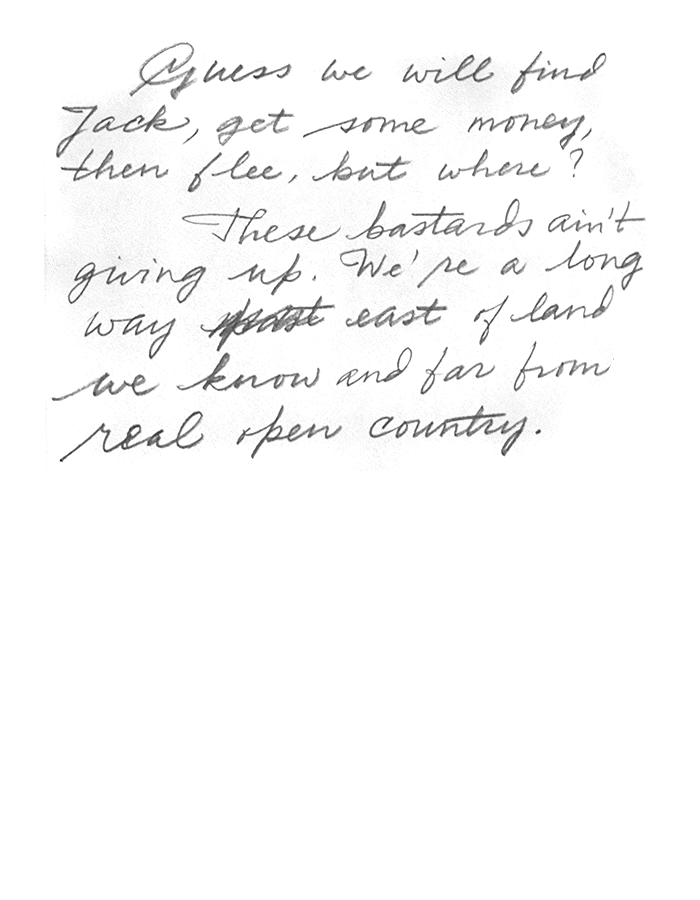 Guess we will find
Jack, get some money,
then flee, but where?
These bastards ain't
giving up. We're a long
way east of land
we know and far from
real open country.